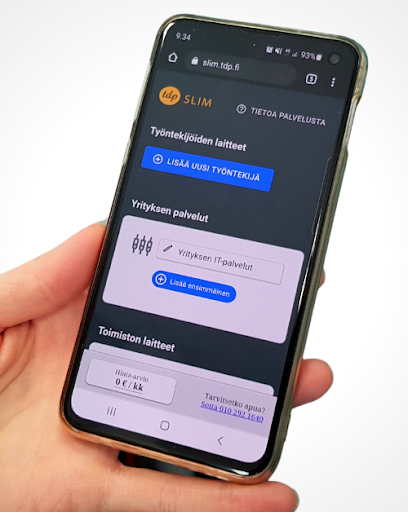 9.34
93%
slim.tdp.fi
tdp SLIM
TIETOA PALVELUSTA
Työntekijöiden laitteet
LISÄÄ UUSI TYÖNTEKIJÄ
Yrityksen palvelut
Yrityksen IT-palvelut
Lisää ensimmäinen
Toimiston laitteet
Hinta-arvio
0 € / kk
Tarvitsetko apua?
Soita 010 292 1640